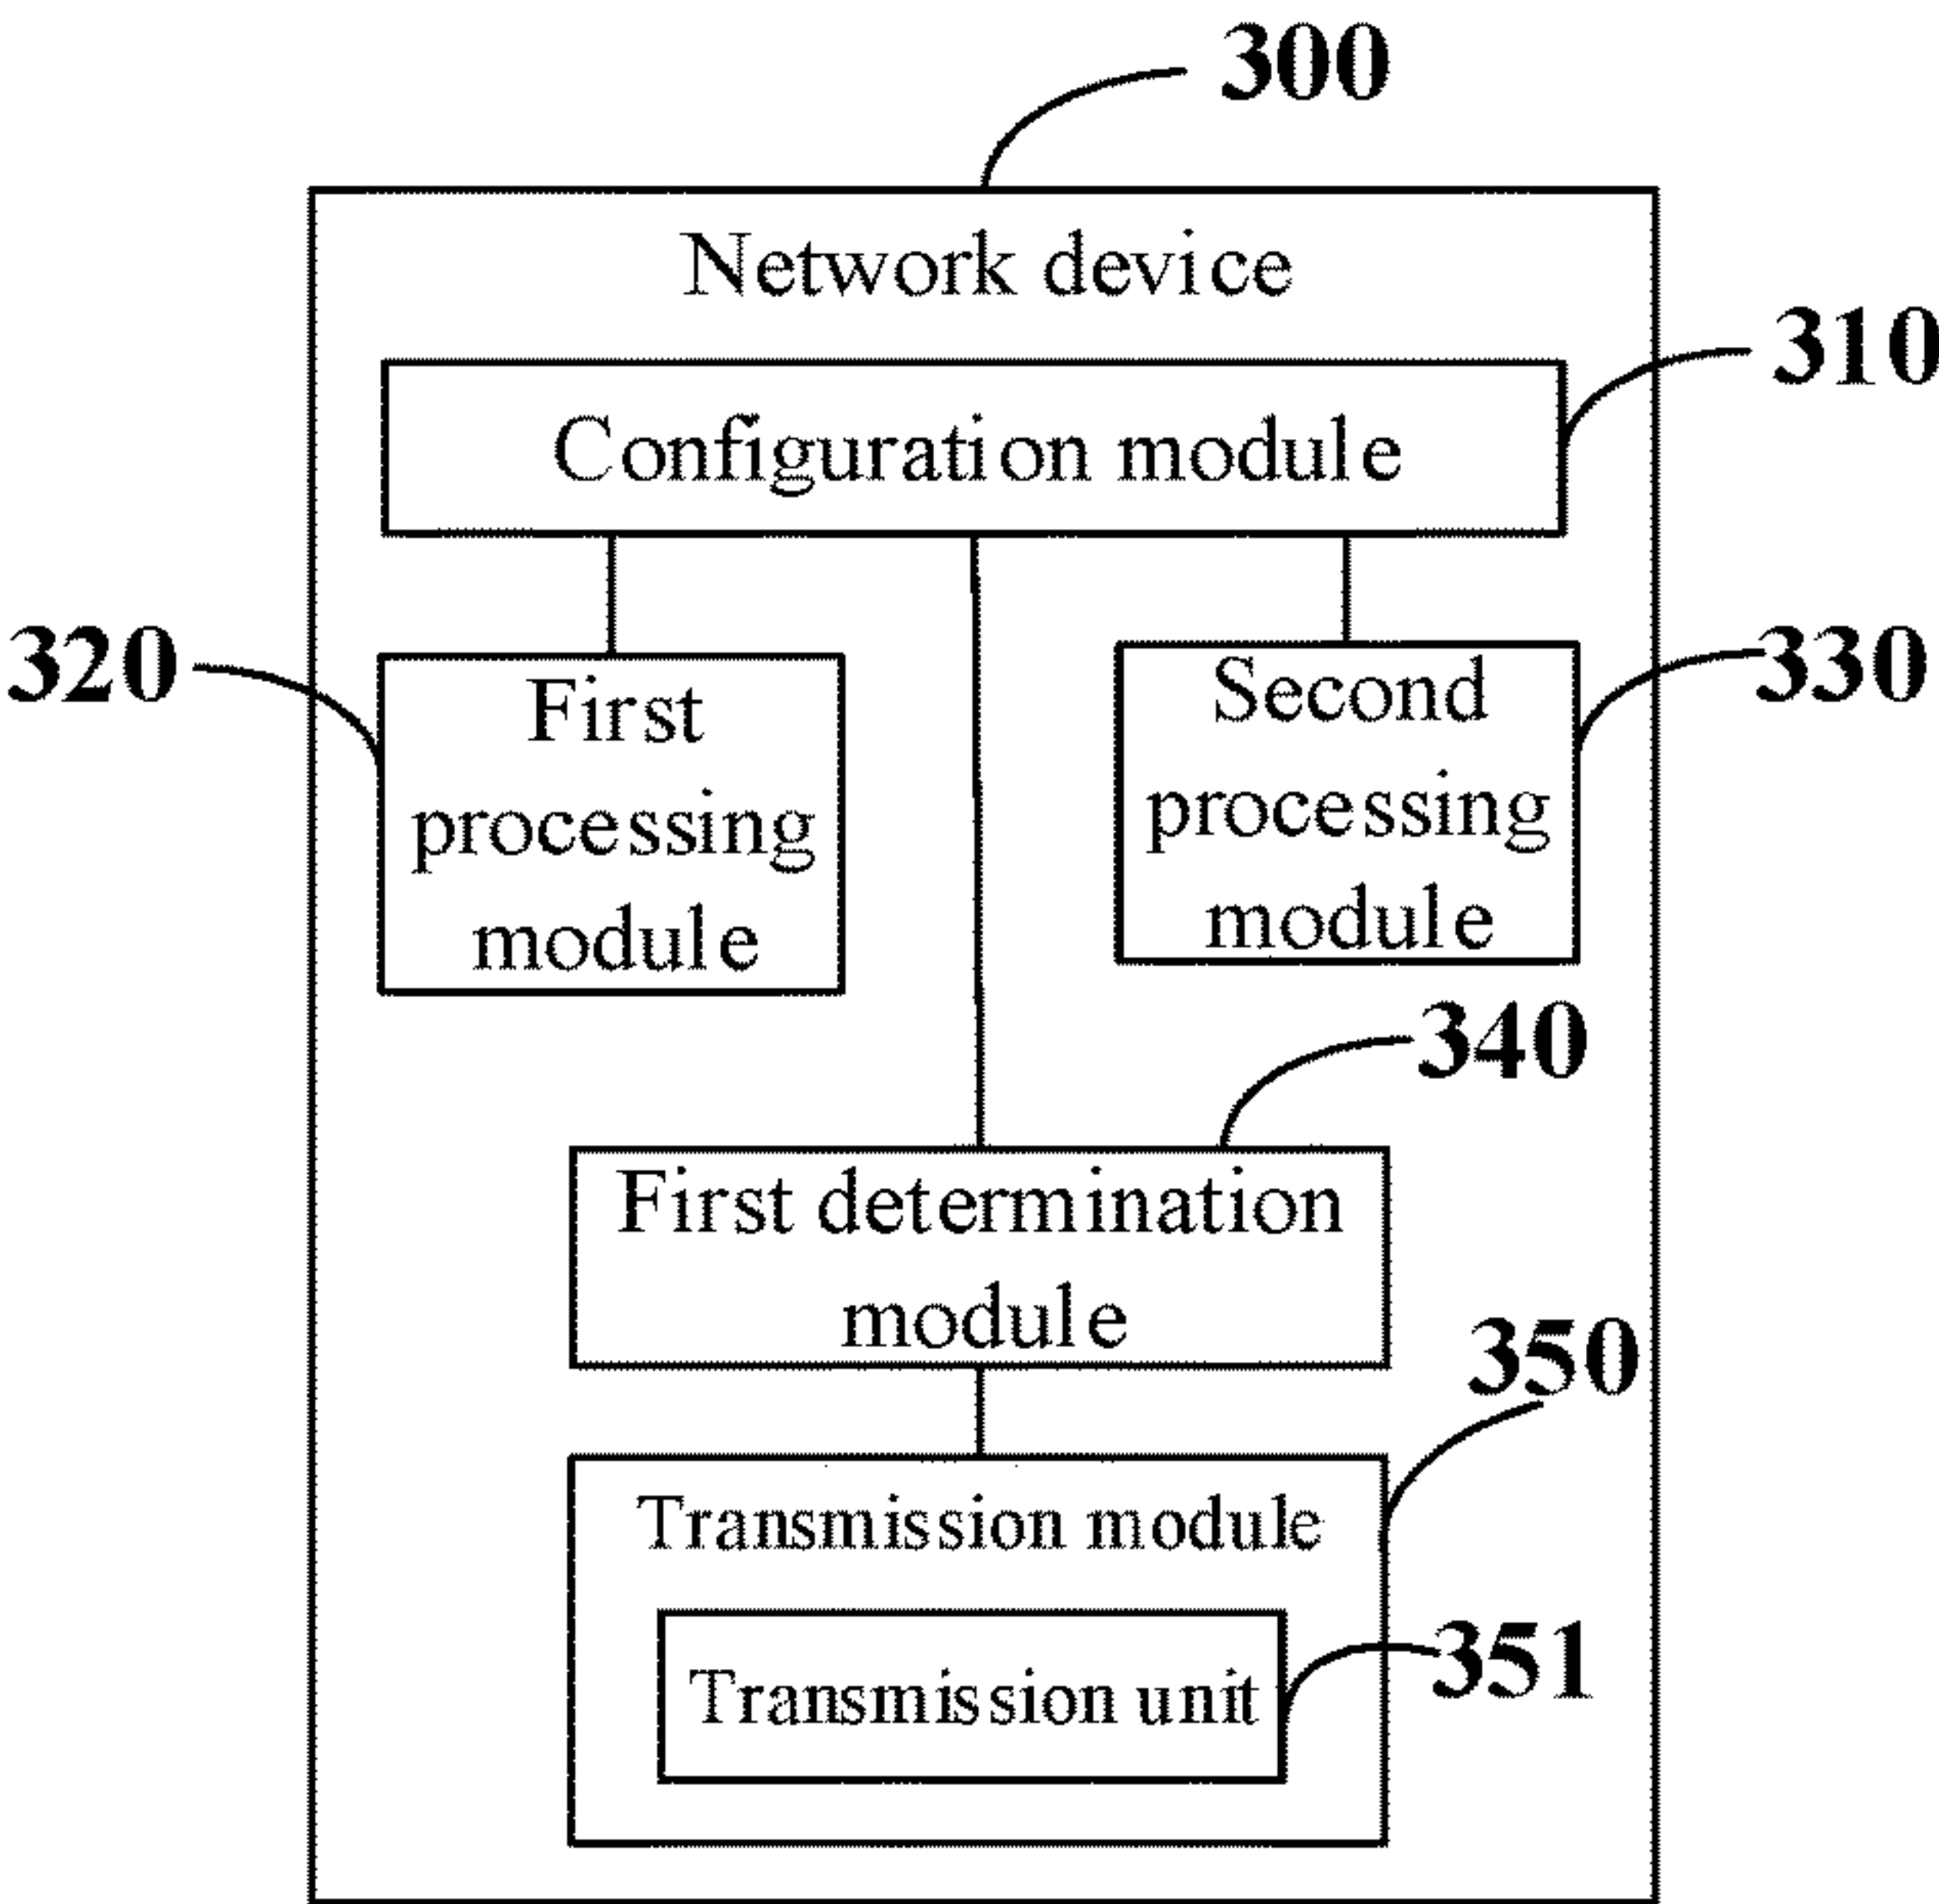 300
Network device
310
Configuration module
320
First
processing
module
330
Second
processing
module
340
First determination
module
350
Transmission module
351
Transmission unit